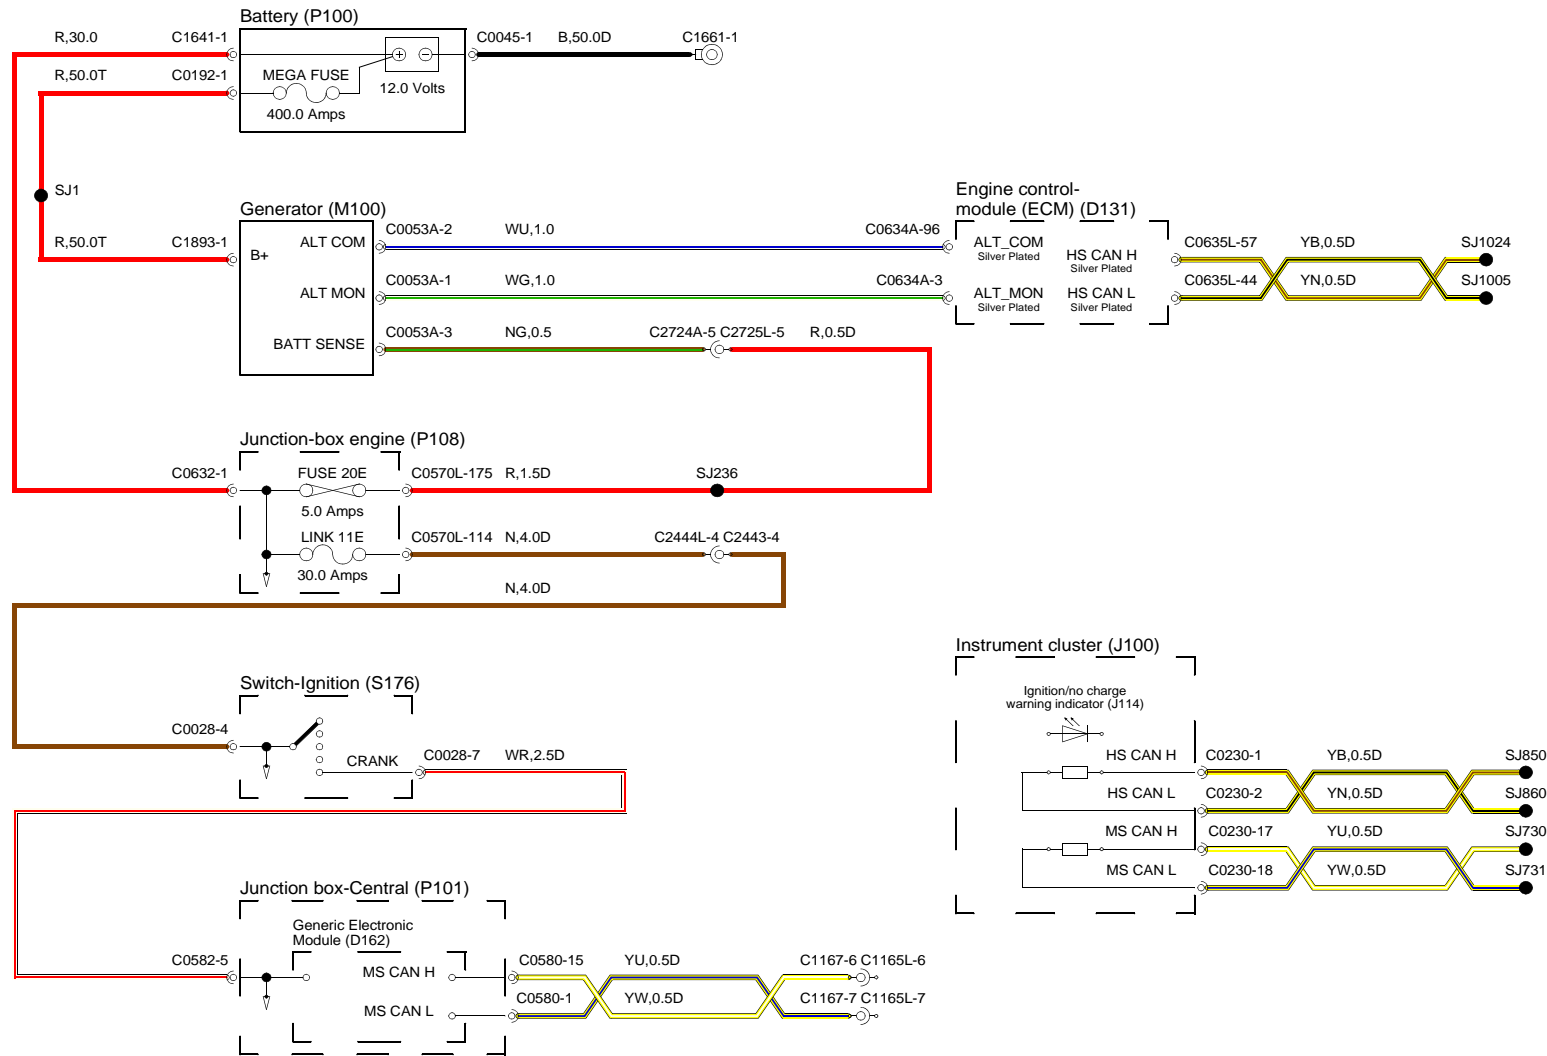 Battery (P100)
R,30.0
C1641-1
C0045-1
B,50.0D
C1661-1
R,50.0T
C0192-1
MEGA FUSE
12.0 Volts
400.0 Amps
SJ1
Generator (M100)
R,50.0T
C1893-1
B+
ALT COM
C0053A-2
WU,1.0
C0634A-96
ALT MON
C0053A-1
WG,1.0
C0634A-3
BATT SENSE
C0053A-3
NG,0.5
C2724A-5
C2725L-5
R,0.5D
Engine control-
module (ECM) (D131)
ALT_COM
Silver Plated
HS CAN H
Silver Plated
C0635L-57
YB,0.5D
SJ1024
ALT_MON
Silver Plated
HS CAN L
Silver Plated
C0635L-44
YN,0.5D
SJ1005
Junction-box engine (P108)
C0632-1
FUSE 20E
C0570L-175
R,1.5D
SJ236
5.0 Amps
LINK 11E
C0570L-114
N,4.0D
C2444L-4
C2443-4
30.0 Amps
N,4.0D
Switch-Ignition (S176)
C0028-4
CRANK
C0028-7
WR,2.5D
Instrument cluster (J100)
Ignition/no charge
warning indicator (J114)
HS CAN H
C0230-1
YB,0.5D
SJ850
HS CAN L
C0230-2
YN,0.5D
SJ860
MS CAN H
C0230-17
YU,0.5D
SJ730
MS CAN L
C0230-18
YW,0.5D
SJ731
Junction box-Central (P101)
Generic Electronic
Module (D162)
C0582-5
MS CAN H
C0580-15
YU,0.5D
C1167-6
C1165L-6
MS CAN L
C0580-1
YW,0.5D
C1167-7
C1165L-7